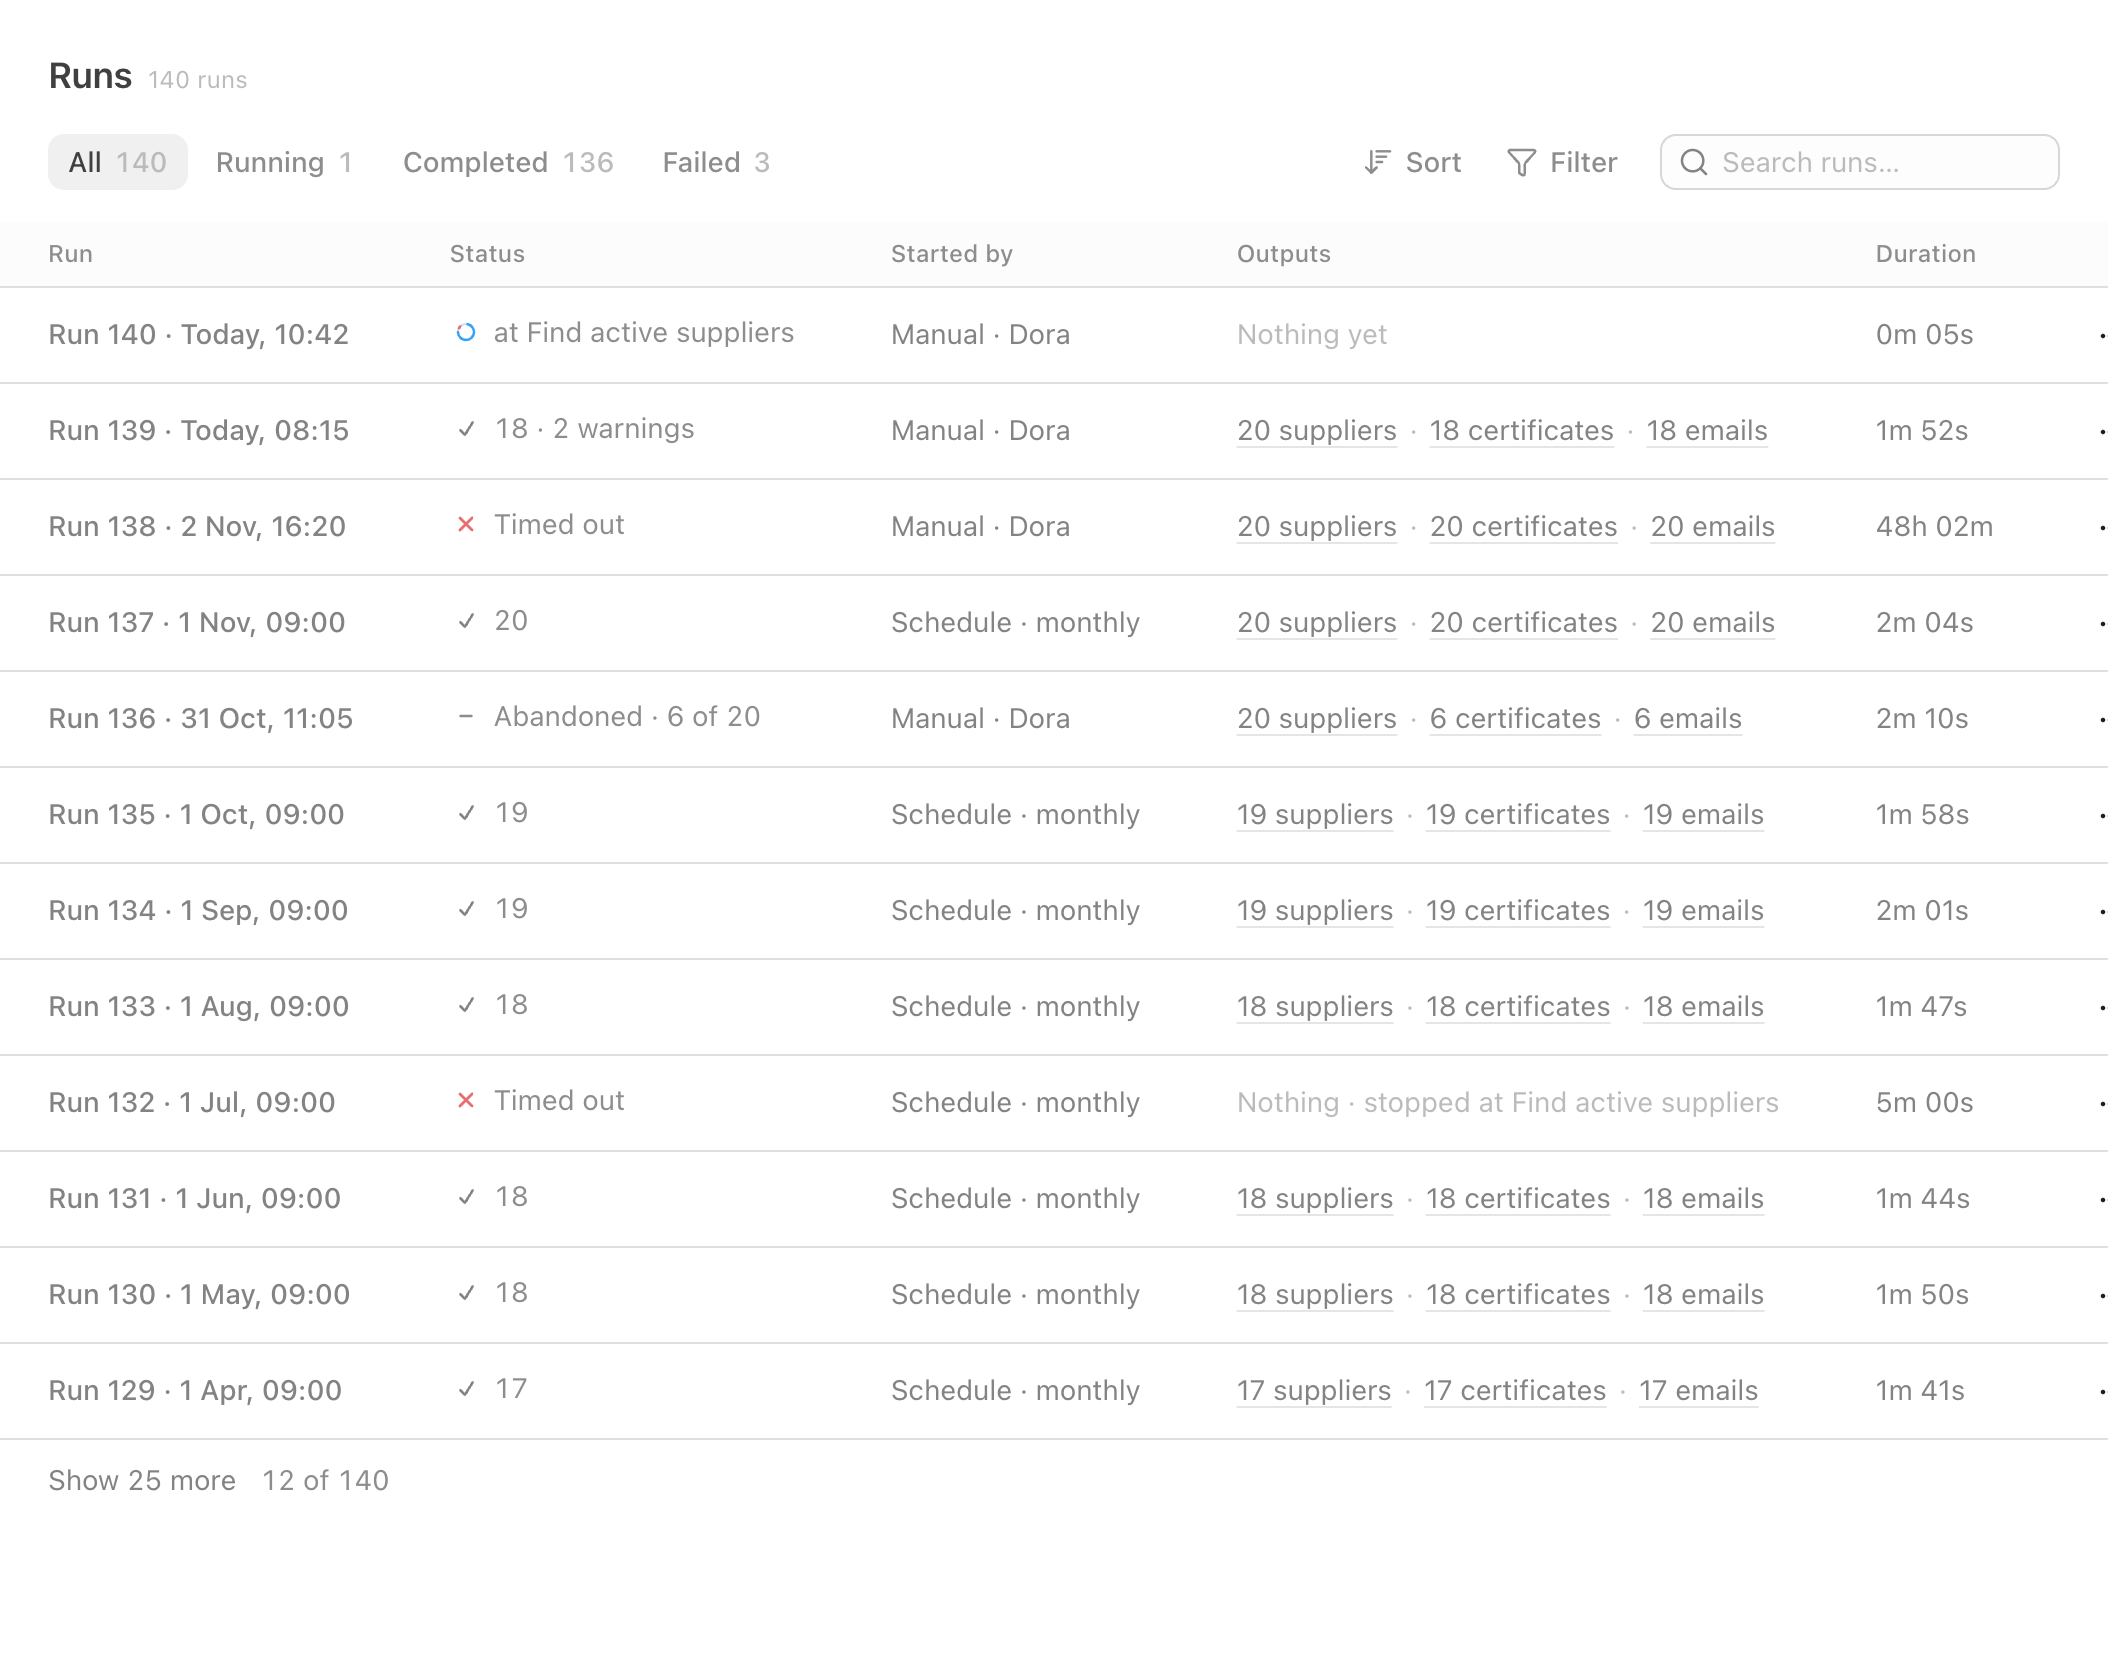 Runs 140 runs
All 140 Running 1 Completed 136 Failed 3 Sort Filter Search runs...
Run Status Started by Outputs Duration
Run 140 · Today, 10:42 at Find active suppliers Manual · Dora Nothing yet 0m 05s
Run 139 · Today, 08:15 ✓ 18 · 2 warnings Manual · Dora 20 suppliers · 18 certificates · 18 emails 1m 52s
Run 138 · 2 Nov, 16:20 ✕ Timed out Manual · Dora 20 suppliers · 20 certificates · 20 emails 48h 02m
Run 137 · 1 Nov, 09:00 ✓ 20 Schedule · monthly 20 suppliers · 20 certificates · 20 emails 2m 04s
Run 136 · 31 Oct, 11:05 – Abandoned · 6 of 20 Manual · Dora 20 suppliers · 6 certificates · 6 emails 2m 10s
Run 135 · 1 Oct, 09:00 ✓ 19 Schedule · monthly 19 suppliers · 19 certificates · 19 emails 1m 58s
Run 134 · 1 Sep, 09:00 ✓ 19 Schedule · monthly 19 suppliers · 19 certificates · 19 emails 2m 01s
Run 133 · 1 Aug, 09:00 ✓ 18 Schedule · monthly 18 suppliers · 18 certificates · 18 emails 1m 47s
Run 132 · 1 Jul, 09:00 ✕ Timed out Schedule · monthly Nothing · stopped at Find active suppliers 5m 00s
Run 131 · 1 Jun, 09:00 ✓ 18 Schedule · monthly 18 suppliers · 18 certificates · 18 emails 1m 44s
Run 130 · 1 May, 09:00 ✓ 18 Schedule · monthly 18 suppliers · 18 certificates · 18 emails 1m 50s
Run 129 · 1 Apr, 09:00 ✓ 17 Schedule · monthly 17 suppliers · 17 certificates · 17 emails 1m 41s
Show 25 more 12 of 140